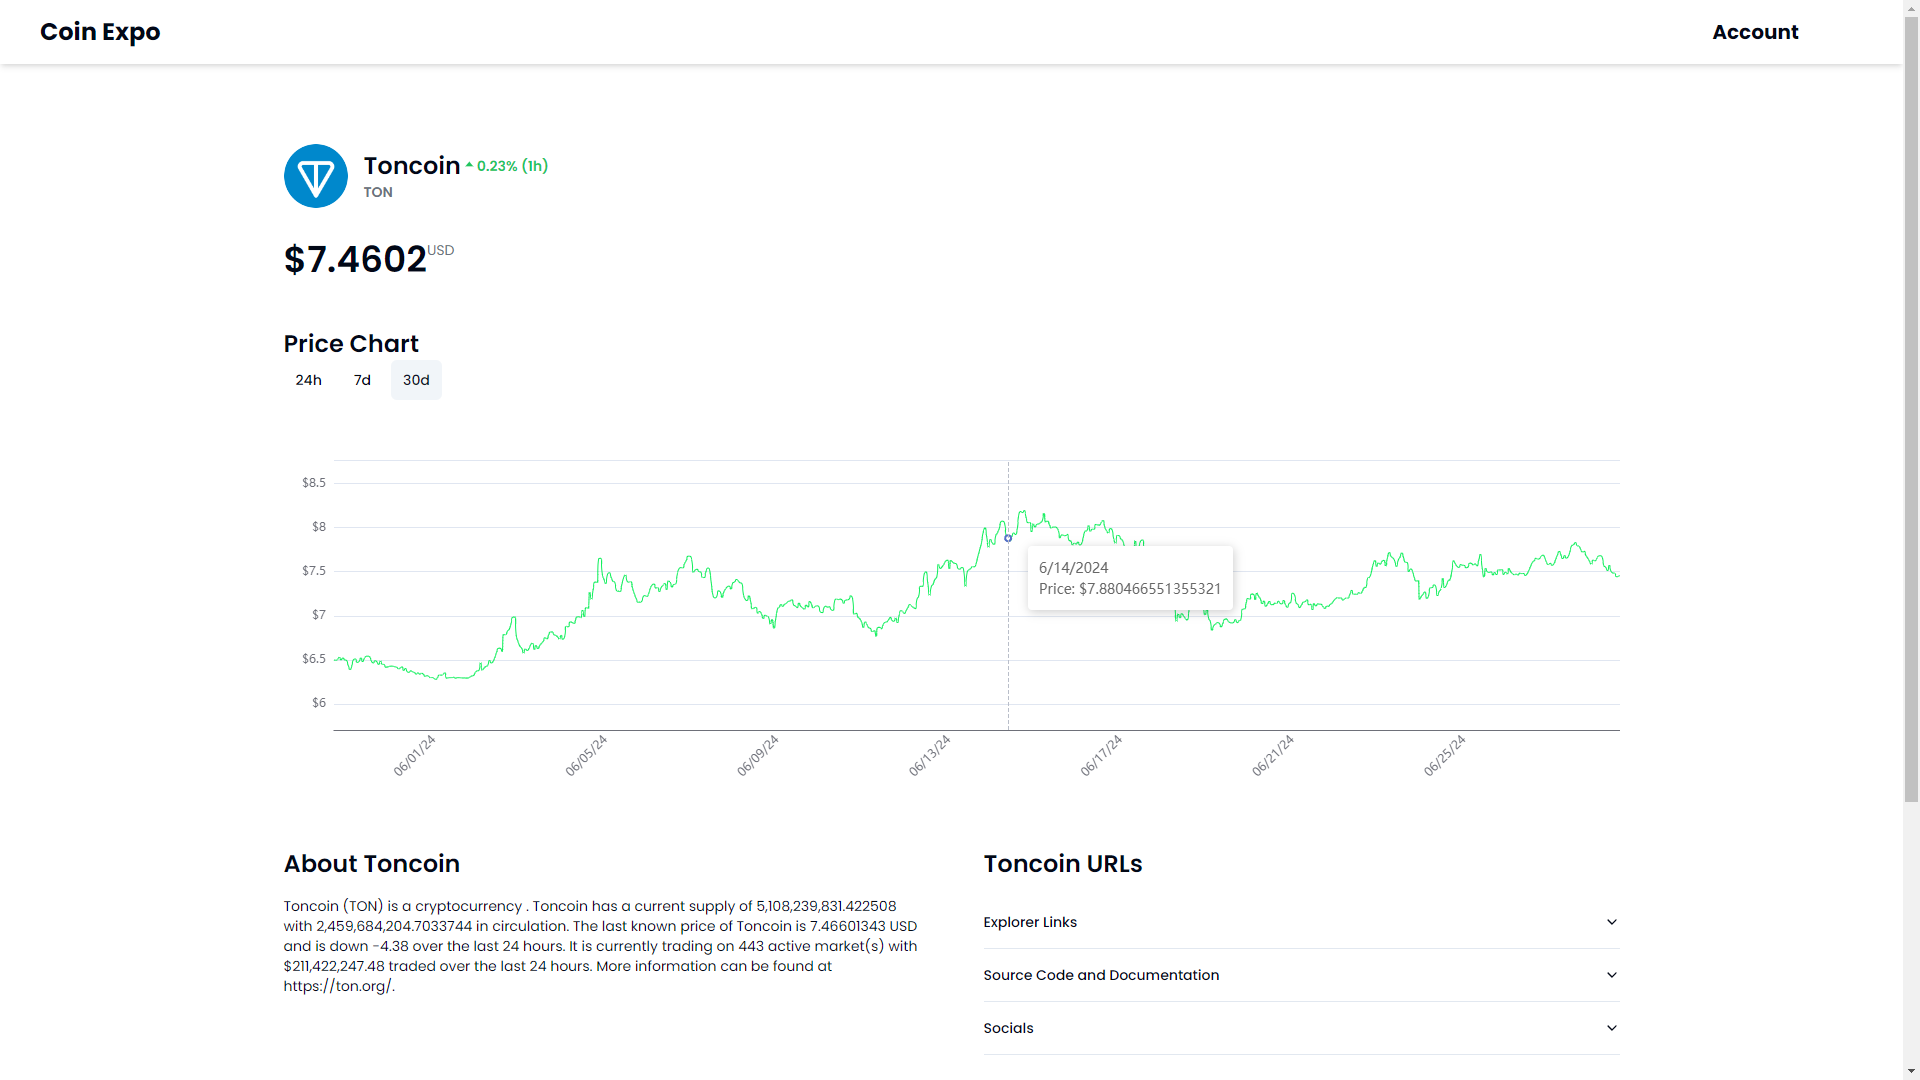 Coin Expo
Account
Toncoin 0.23% (1h)
TON
$7.4602 USD
Price Chart
24h 7d 30d
$8.5
$8
$7.5
$7
$6.5
$6
6/14/2024
Price: $7.880466551355321
06/01/24 06/05/24 06/09/24 06/13/24 06/17/24 06/21/24 06/25/24
About Toncoin
Toncoin (TON) is a cryptocurrency . Toncoin has a current supply of 5,108,239,831.422508
with 2,459,684,204.7033744 in circulation. The last known price of Toncoin is 7.46601343 USD
and is down -4.38 over the last 24 hours. It is currently trading on 443 active market(s) with
$211,422,247.48 traded over the last 24 hours. More information can be found at
https://ton.org/.
Toncoin URLs
Explorer Links
Source Code and Documentation
Socials